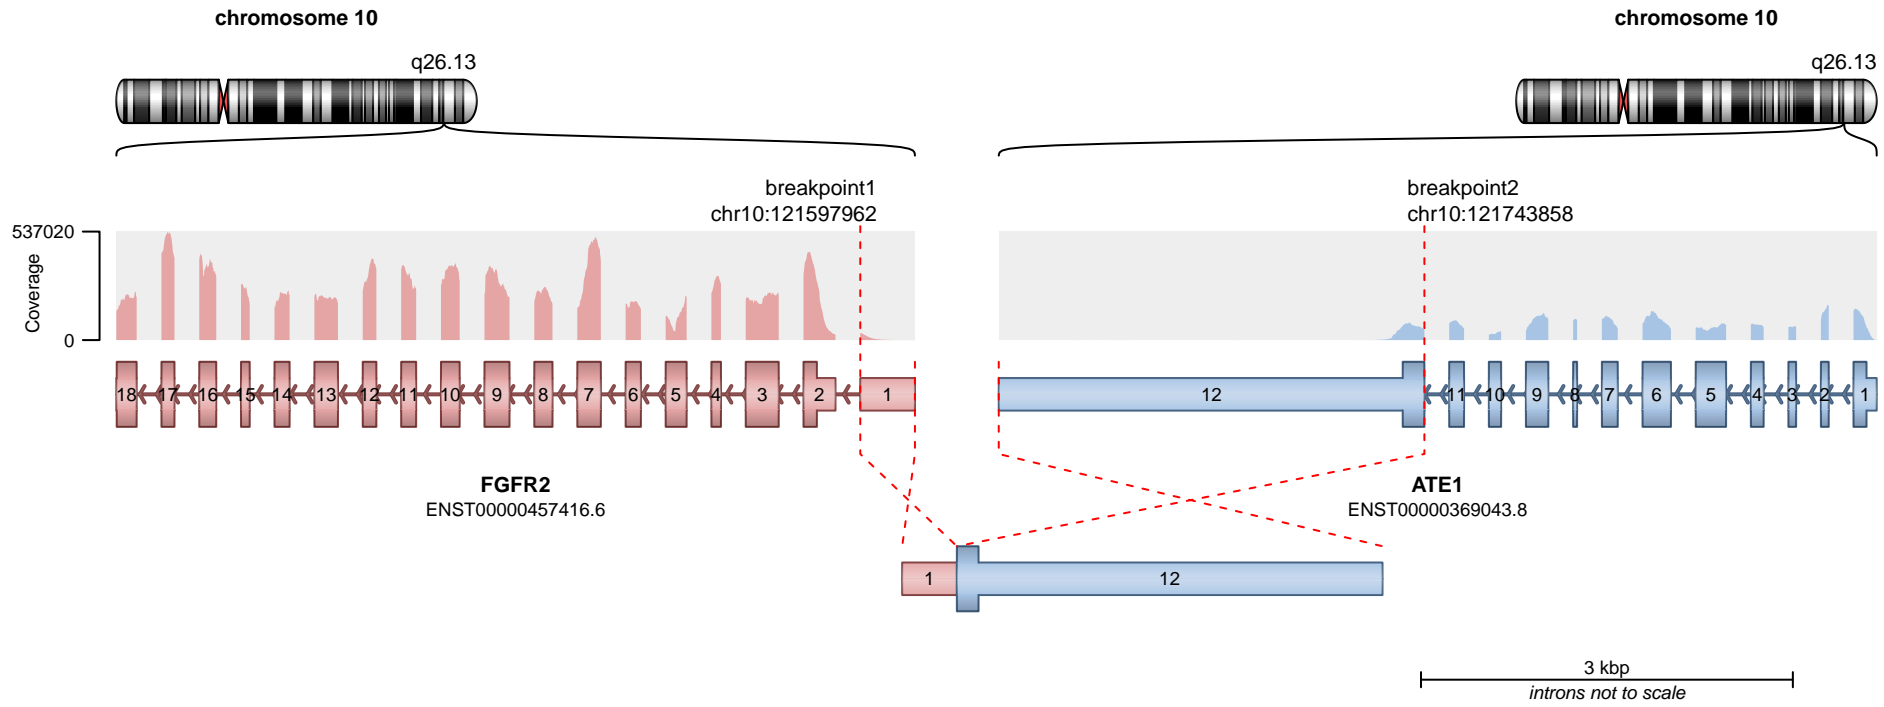 chromosome 10
chromosome 10
q26.13
q26.13
breakpoint1
chr10:121597962
breakpoint2
chr10:121743858
537020
Coverage
0
18 17 16 15 14 13 12 11 10 9 8 7 6 5 4 3 2 1
12 11 10 9 8 7 6 5 4 3 2 1
FGFR2
ENST00000457416.6
ATE1
ENST00000369043.8
1 12
3 kbp
introns not to scale